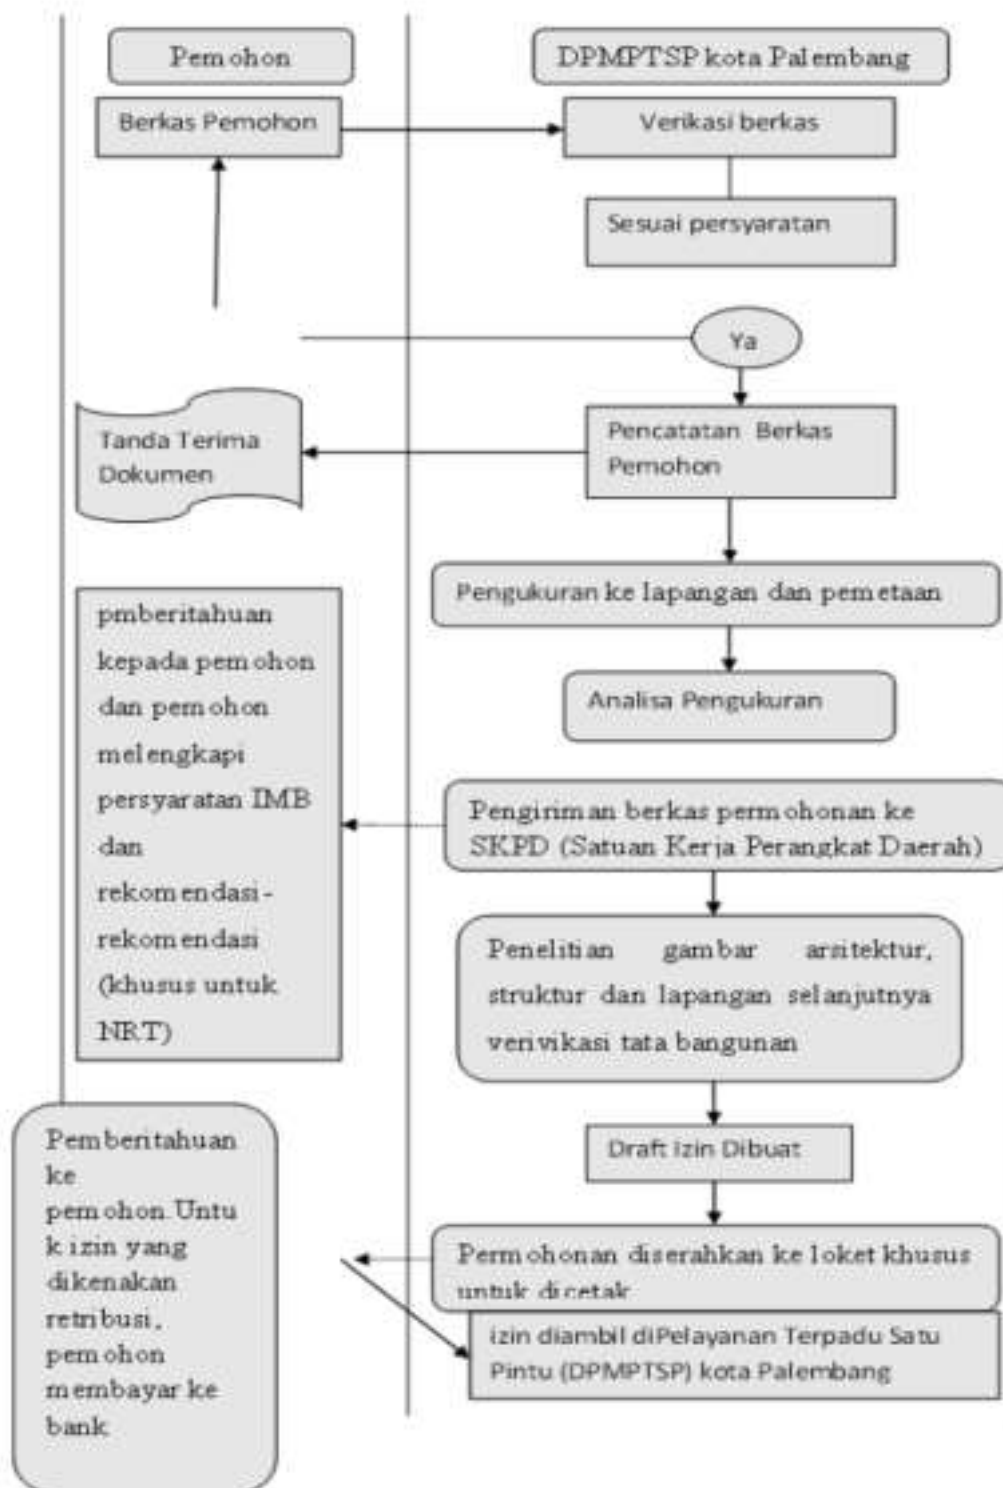 Pemohon
DPMPTSP kota Palembang
Berkas Pemohon
Verikasi berkas
Sesuai persyaratan
Ya
Tanda Terima
Dokumen
Pencatatan Berkas
Pemohon
Pengukuran ke lapangan dan pemetaan
Analisa Pengukuran
pmberitahuan
kepada pemohon
dan pemohon
melengkapi
persyaratan IMB
dan
rekomendasi-
rekomendasi
(khusus untuk
NRT)
Pengiriman berkas permohonan ke
SKPD (Satuan Kerja Perangkat Daerah)
Penelitian gambar arsitektur,
struktur dan lapangan selanjutnya
verivikasi tata bangunan
Draft Izin Dibuat
Pemberitahuan
ke
pemohon.Untu
k izin yang
dikenakan
retribusi,
pemohon
membayar ke
bank
Permohonan diserahkan ke loket khusus
untuk dicetak
izin diambil diPelayanan Terpadu Satu
Pintu (DPMPTSP) kota Palembang